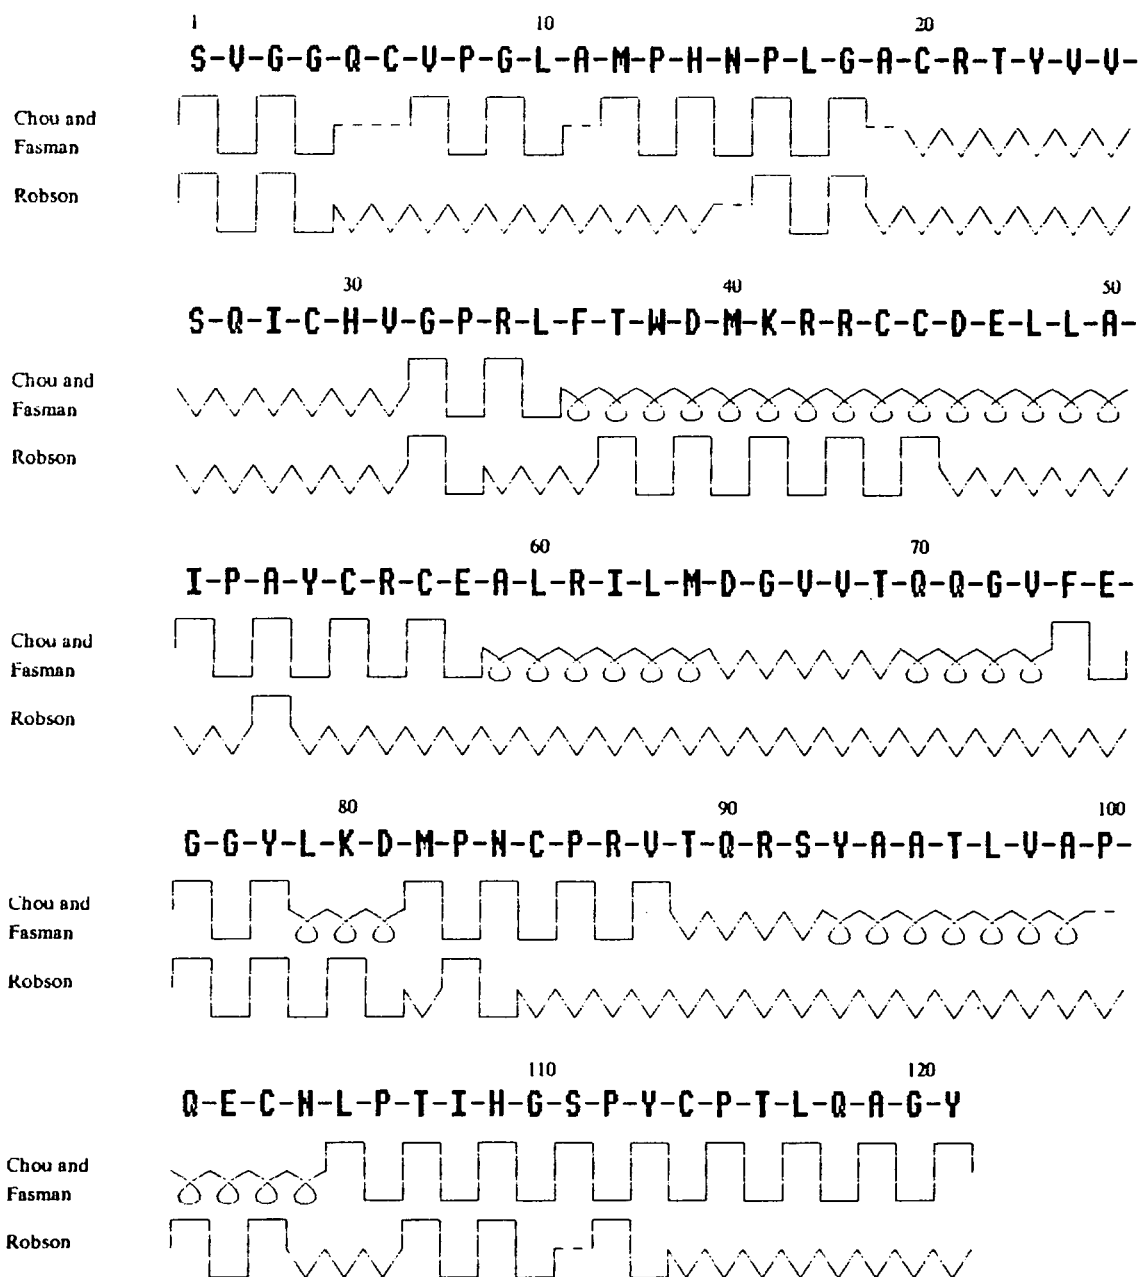 1 10 20
S-V-G-G-Q-C-V-P-G-L-A-M-P-H-N-P-L-G-A-C-R-T-Y-V-V-
Chou and
Fasman
Robson
30 40 50
S-Q-I-C-H-V-G-P-R-L-F-T-W-D-M-K-R-R-C-C-D-E-L-L-A-
Chou and
Fasman
Robson
60 70
I-P-A-Y-C-R-C-E-A-L-R-I-L-M-D-G-V-V-T-Q-Q-G-V-F-E-
Chou and
Fasman
Robson
80 90 100
G-G-Y-L-K-D-M-P-N-C-P-R-V-T-Q-R-S-Y-A-A-T-L-V-A-P-
Chou and
Fasman
Robson
110 120
Q-E-C-N-L-P-T-I-H-G-S-P-Y-C-P-T-L-Q-A-G-Y
Chou and
Fasman
Robson